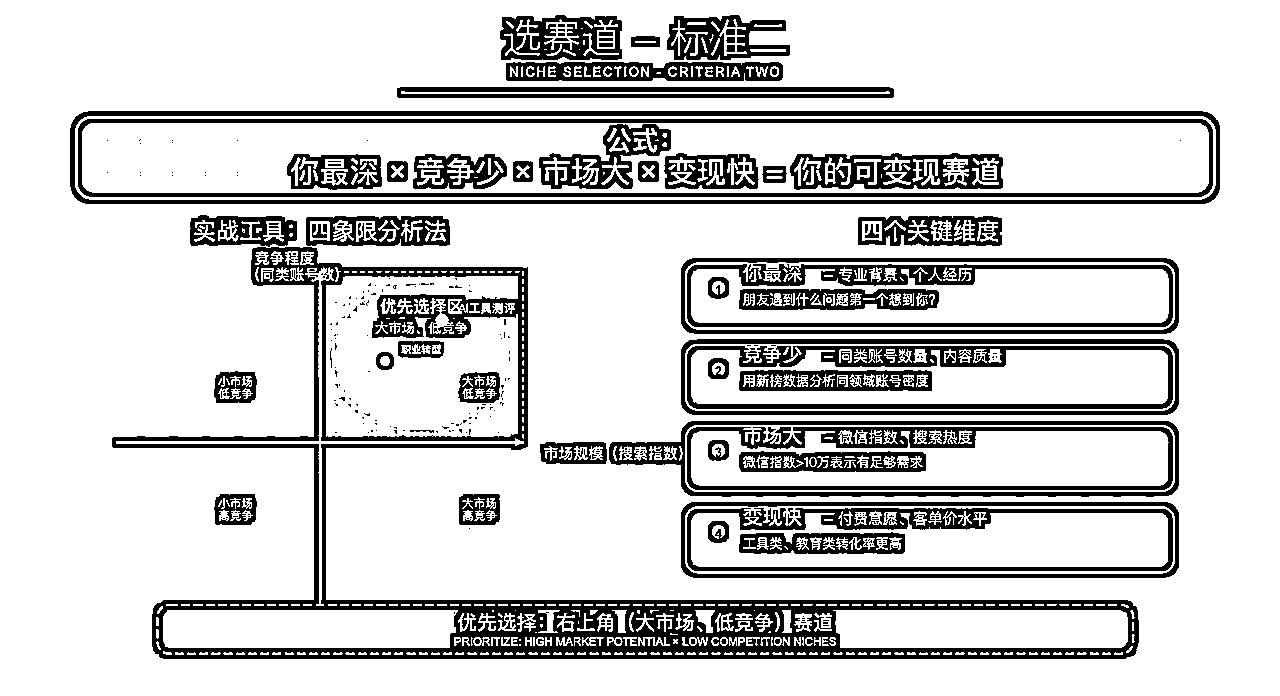 选赛道 – 标准二
NICHE SELECTION - CRITERIA TWO
公式:
你最深 × 竞争少 × 市场大 × 变现快 = 你的可变现赛道
实战工具：四象限分析法
竞争程度
(同类账号数)
优先选择区
AI工具测评
大市场、低竞争
职业转型
小市场
低竞争
大市场
低竞争
市场规模（搜索指数)
小市场
高竞争
大市场
高竞争
四个关键维度
1
你最深 = 专业背景、个人经历
朋友遇到什么问题第一个想到你?
2
竞争少 = 同类账号数量、内容质量
用新榜数据分析同领域账号密度
3
市场大 = 微信指数、搜索热度
微信指数>10万表示有足够需求
4
变现快 = 付费意愿、客单价水平
工具类、教育类转化率更高
优先选择：右上角（大市场、低竞争）赛道
PRIORITIZE: HIGH MARKET POTENTIAL × LOW COMPETITION NICHES